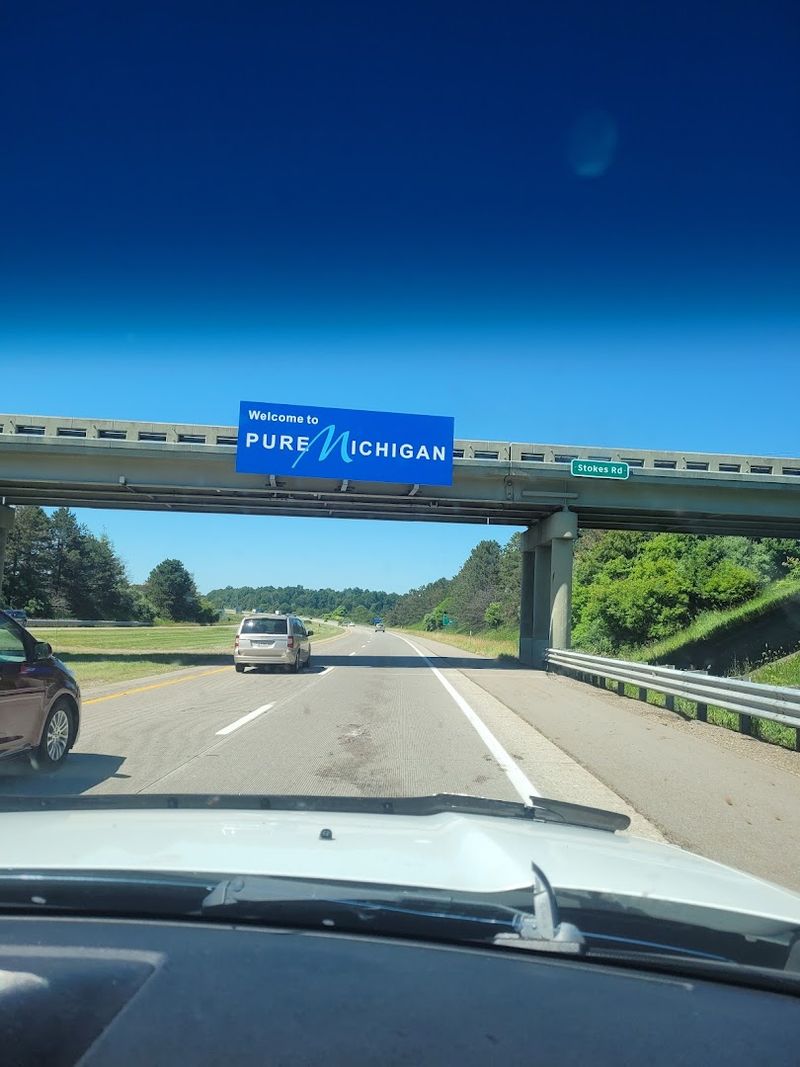 Welcome to
PURE MICHIGAN
Stokes Rd